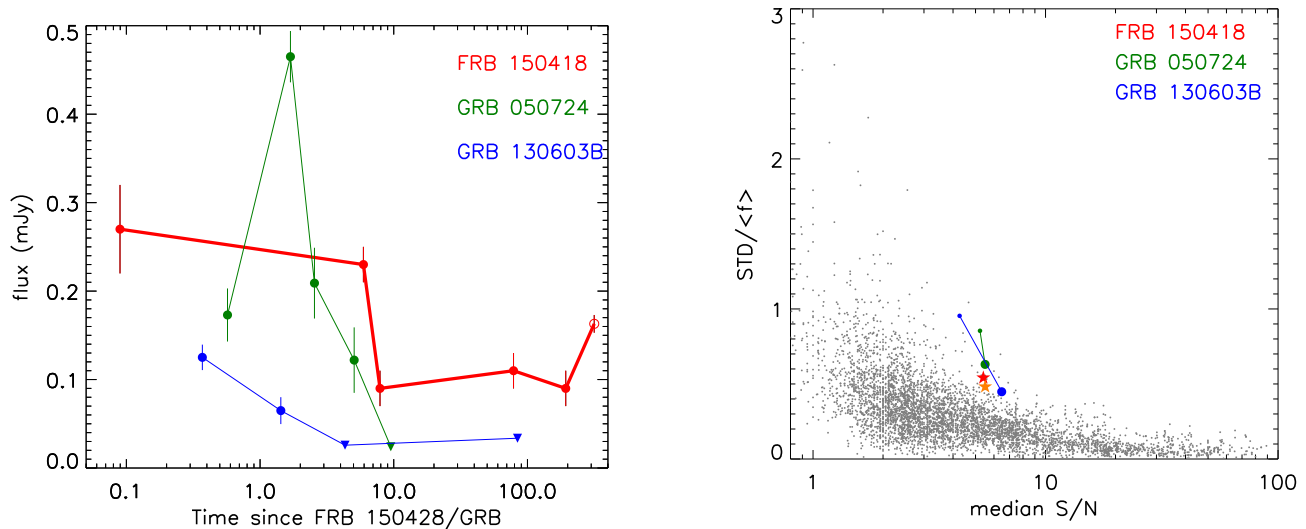 0.5
0.4
0.3
0.2
0.1
0.0
flux (mJy)
FRB 150418
GRB 050724
GRB 130603B
0.1 1.0 10.0 100.0
Time since FRB 150428/GRB
3
2
1
0
STD/<f>
FRB 150418
GRB 050724
GRB 130603B
1 10 100
median S/N